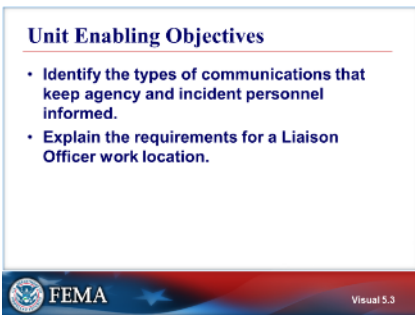 Unit Enabling Objectives
• Identify the types of communications that
keep agency and incident personnel
informed.
• Explain the requirements for a Liaison
Officer work location.
FEMA
Visual 5.3